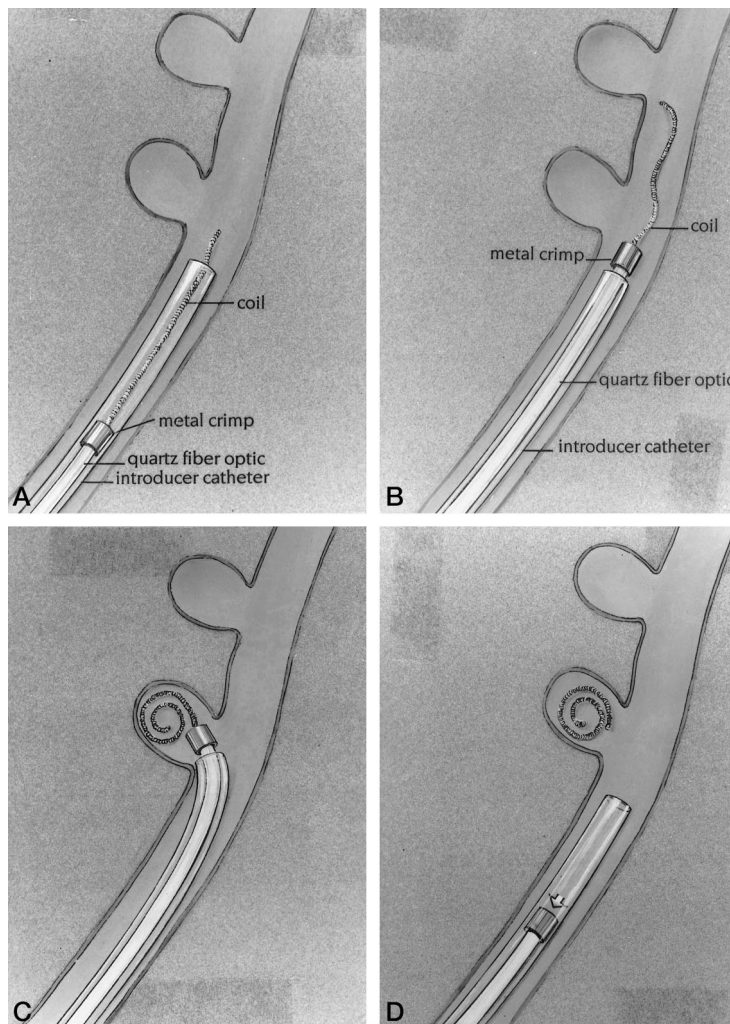 coil
metal crimp
quartz fiber optic
introducer catheter
A
coil
metal crimp
quartz fiber optic
introducer catheter
B
C
D